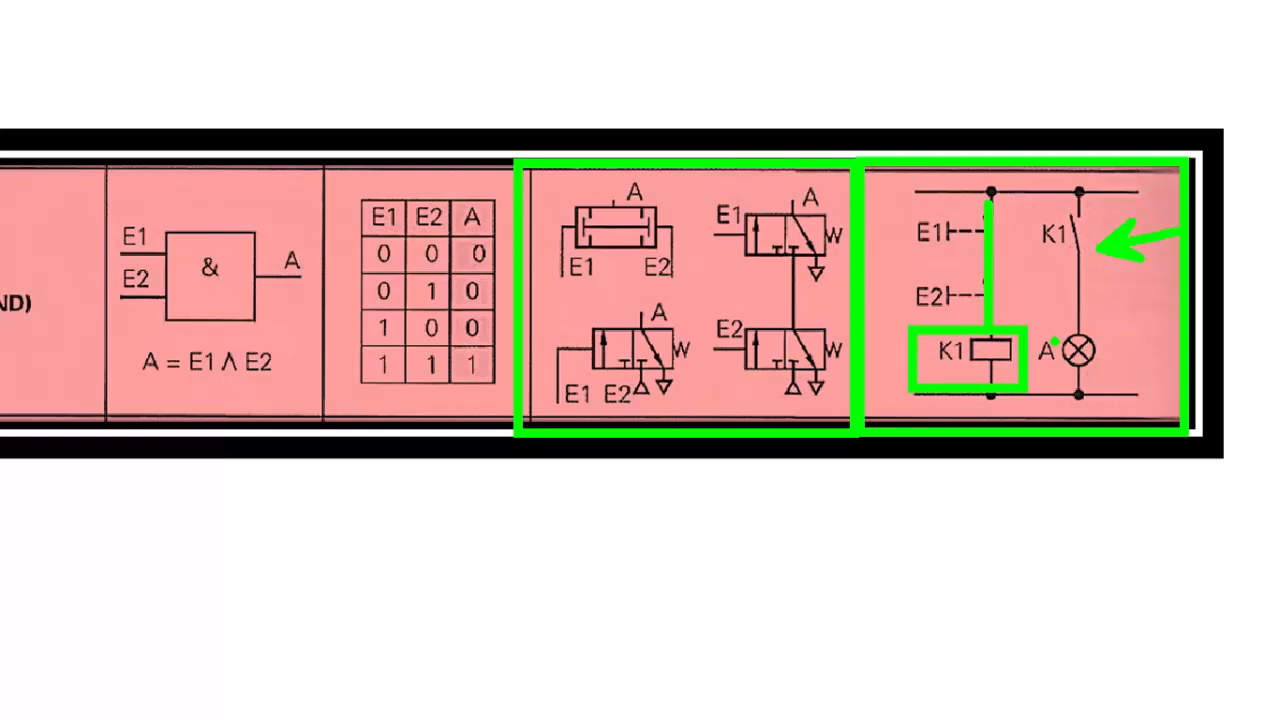 ND)
E1
E2
&
A
A = E1 ∧ E2
E1 E2 A
0 0 0
0 1 0
1 0 0
1 1 1
A
E1 E2
A
W
E1 E2
E1
A
W
E2
W
E1
E2
K1
K1
A